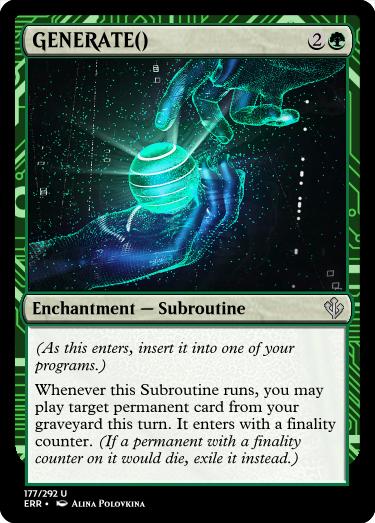 GENERATE()
2
Enchantment — Subroutine
(As this enters, insert it into one of your
programs.)
Whenever this Subroutine runs, you may
play target permanent card from your
graveyard this turn. It enters with a finality
counter. (If a permanent with a finality
counter on it would die, exile it instead.)
177/292 U
ERR • Alina Polovkina